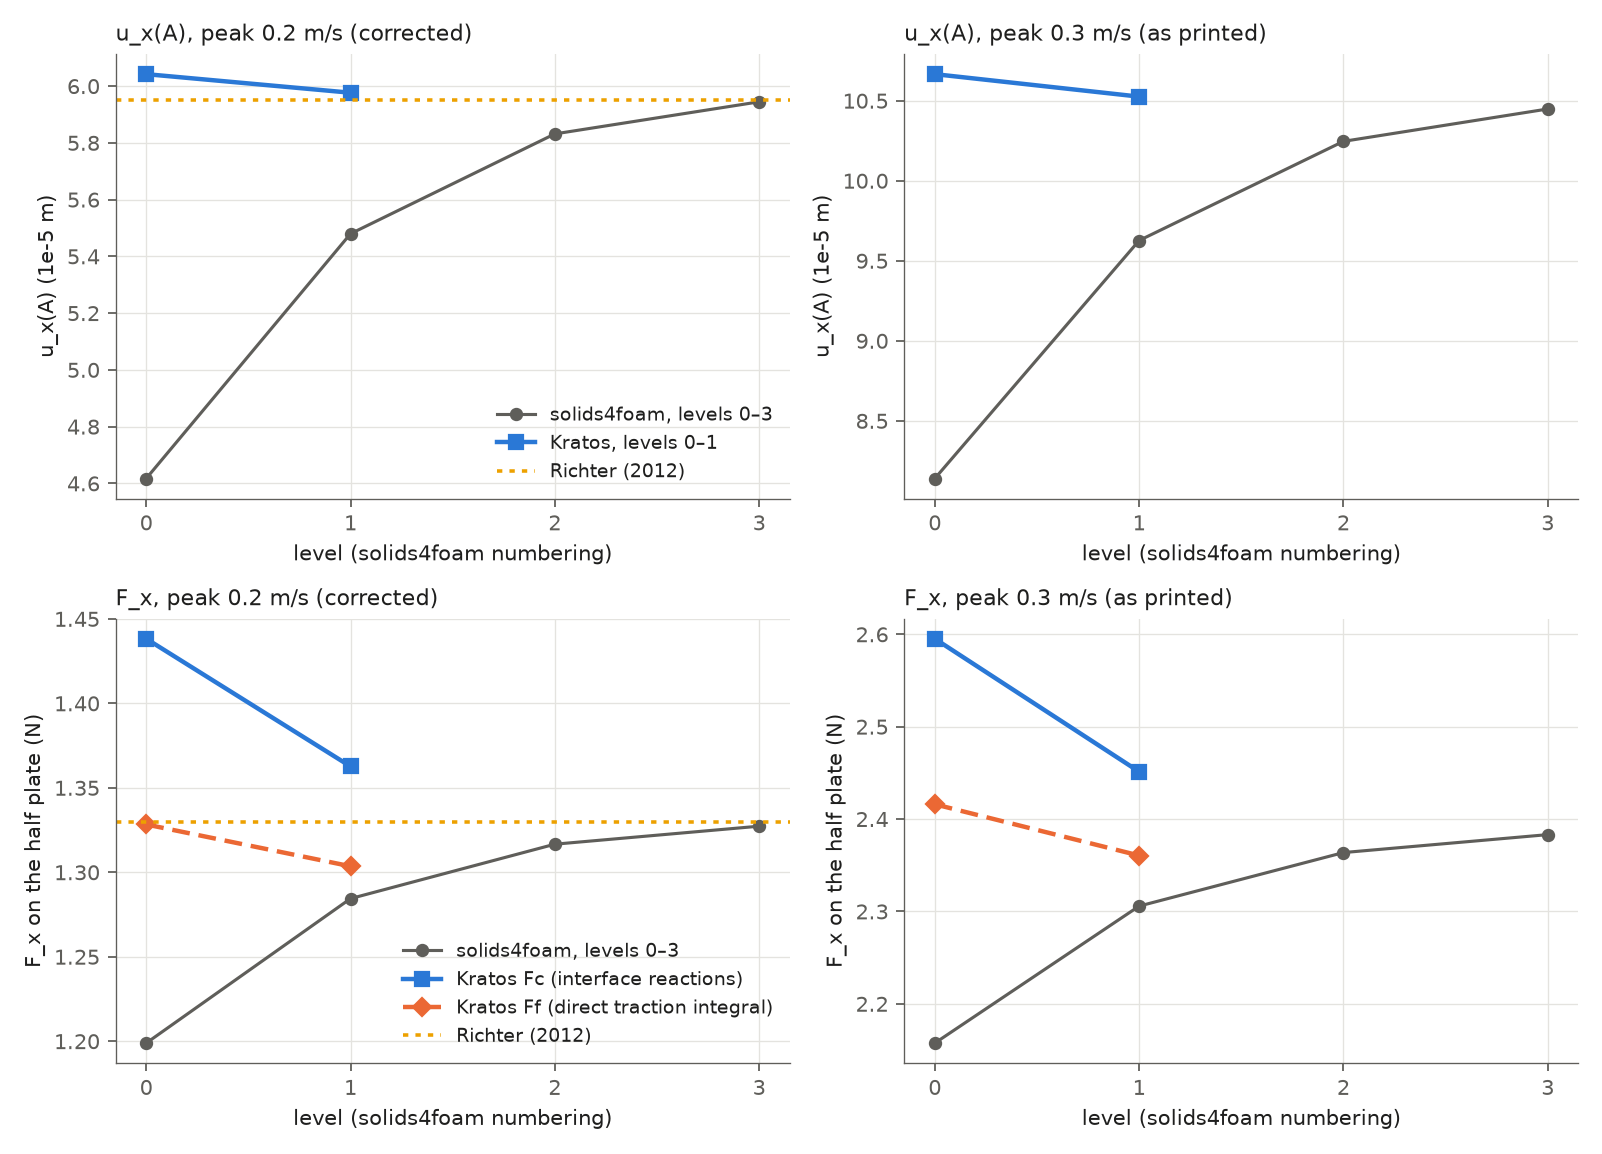 u_x(A), peak 0.2 m/s (corrected)
u_x(A) (1e-5 m)
6.0
5.8
5.6
5.4
5.2
5.0
4.8
4.6
solids4foam, levels 0–3
Kratos, levels 0–1
Richter (2012)
0 1 2 3
level (solids4foam numbering)
u_x(A), peak 0.3 m/s (as printed)
u_x(A) (1e-5 m)
10.5
10.0
9.5
9.0
8.5
0 1 2 3
level (solids4foam numbering)
F_x, peak 0.2 m/s (corrected)
F_x on the half plate (N)
1.45
1.40
1.35
1.30
1.25
1.20
solids4foam, levels 0–3
Kratos Fc (interface reactions)
Kratos Ff (direct traction integral)
Richter (2012)
0 1 2 3
level (solids4foam numbering)
F_x, peak 0.3 m/s (as printed)
F_x on the half plate (N)
2.6
2.5
2.4
2.3
2.2
0 1 2 3
level (solids4foam numbering)